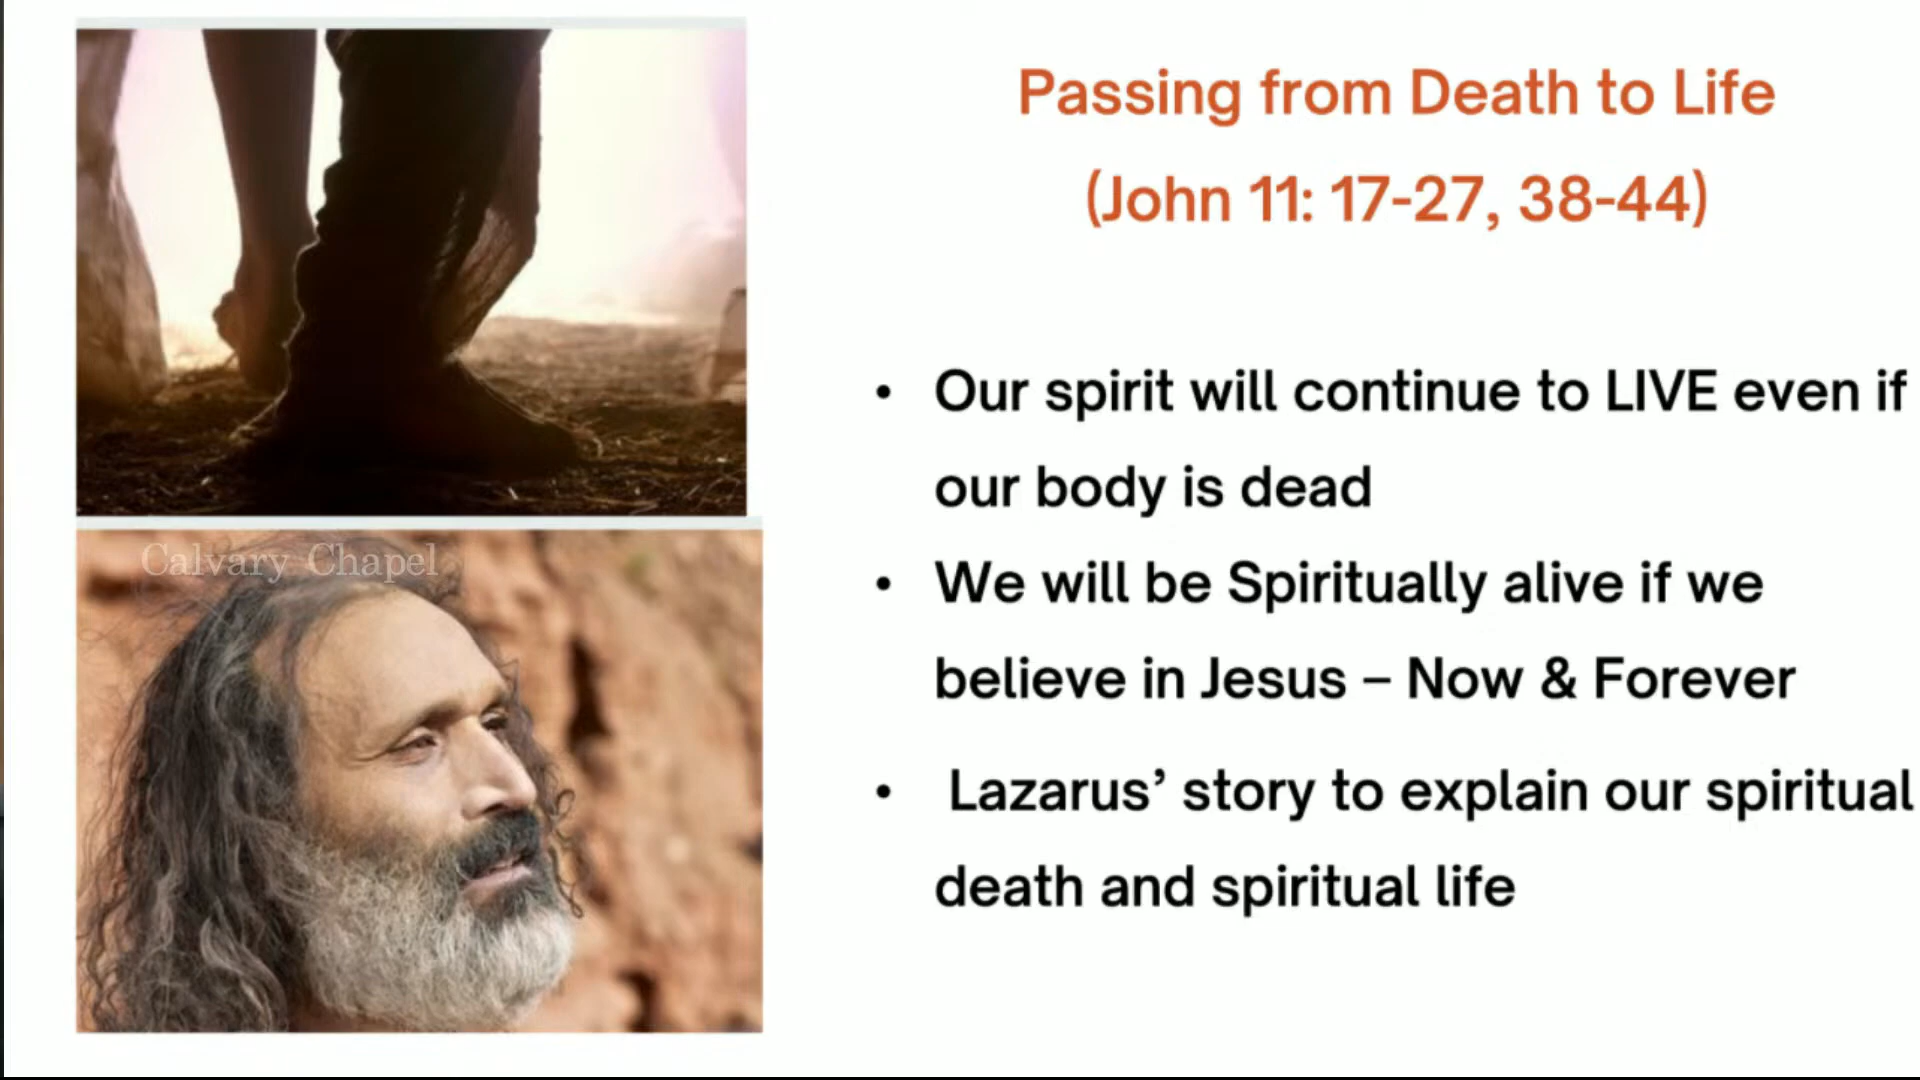 Passing from Death to Life
(John 11: 17-27, 38-44)
• Our spirit will continue to LIVE even if
our body is dead
• We will be Spiritually alive if we
believe in Jesus – Now & Forever
• Lazarus’ story to explain our spiritual
death and spiritual life
Calvary Chapel